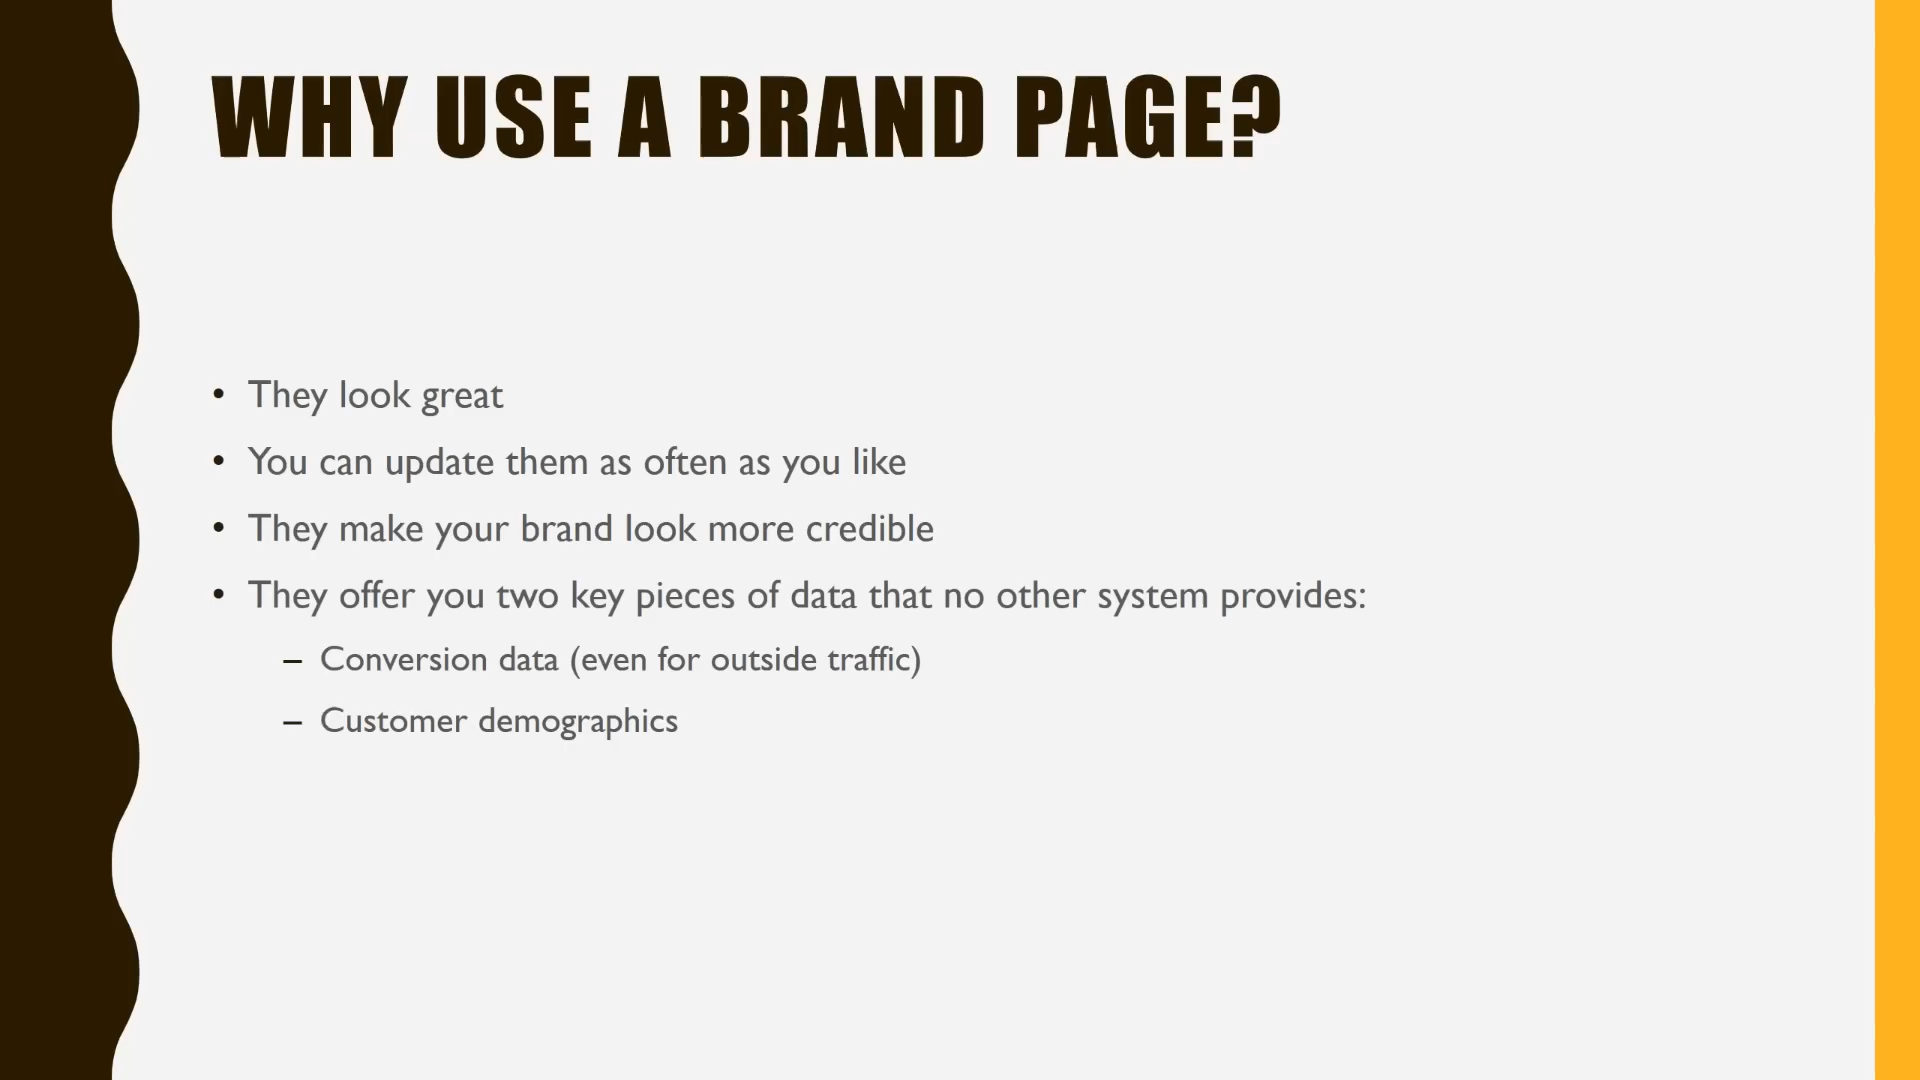 WHY USE A BRAND PAGE?
• They look great
• You can update them as often as you like
• They make your brand look more credible
• They offer you two key pieces of data that no other system provides:
– Conversion data (even for outside traffic)
– Customer demographics